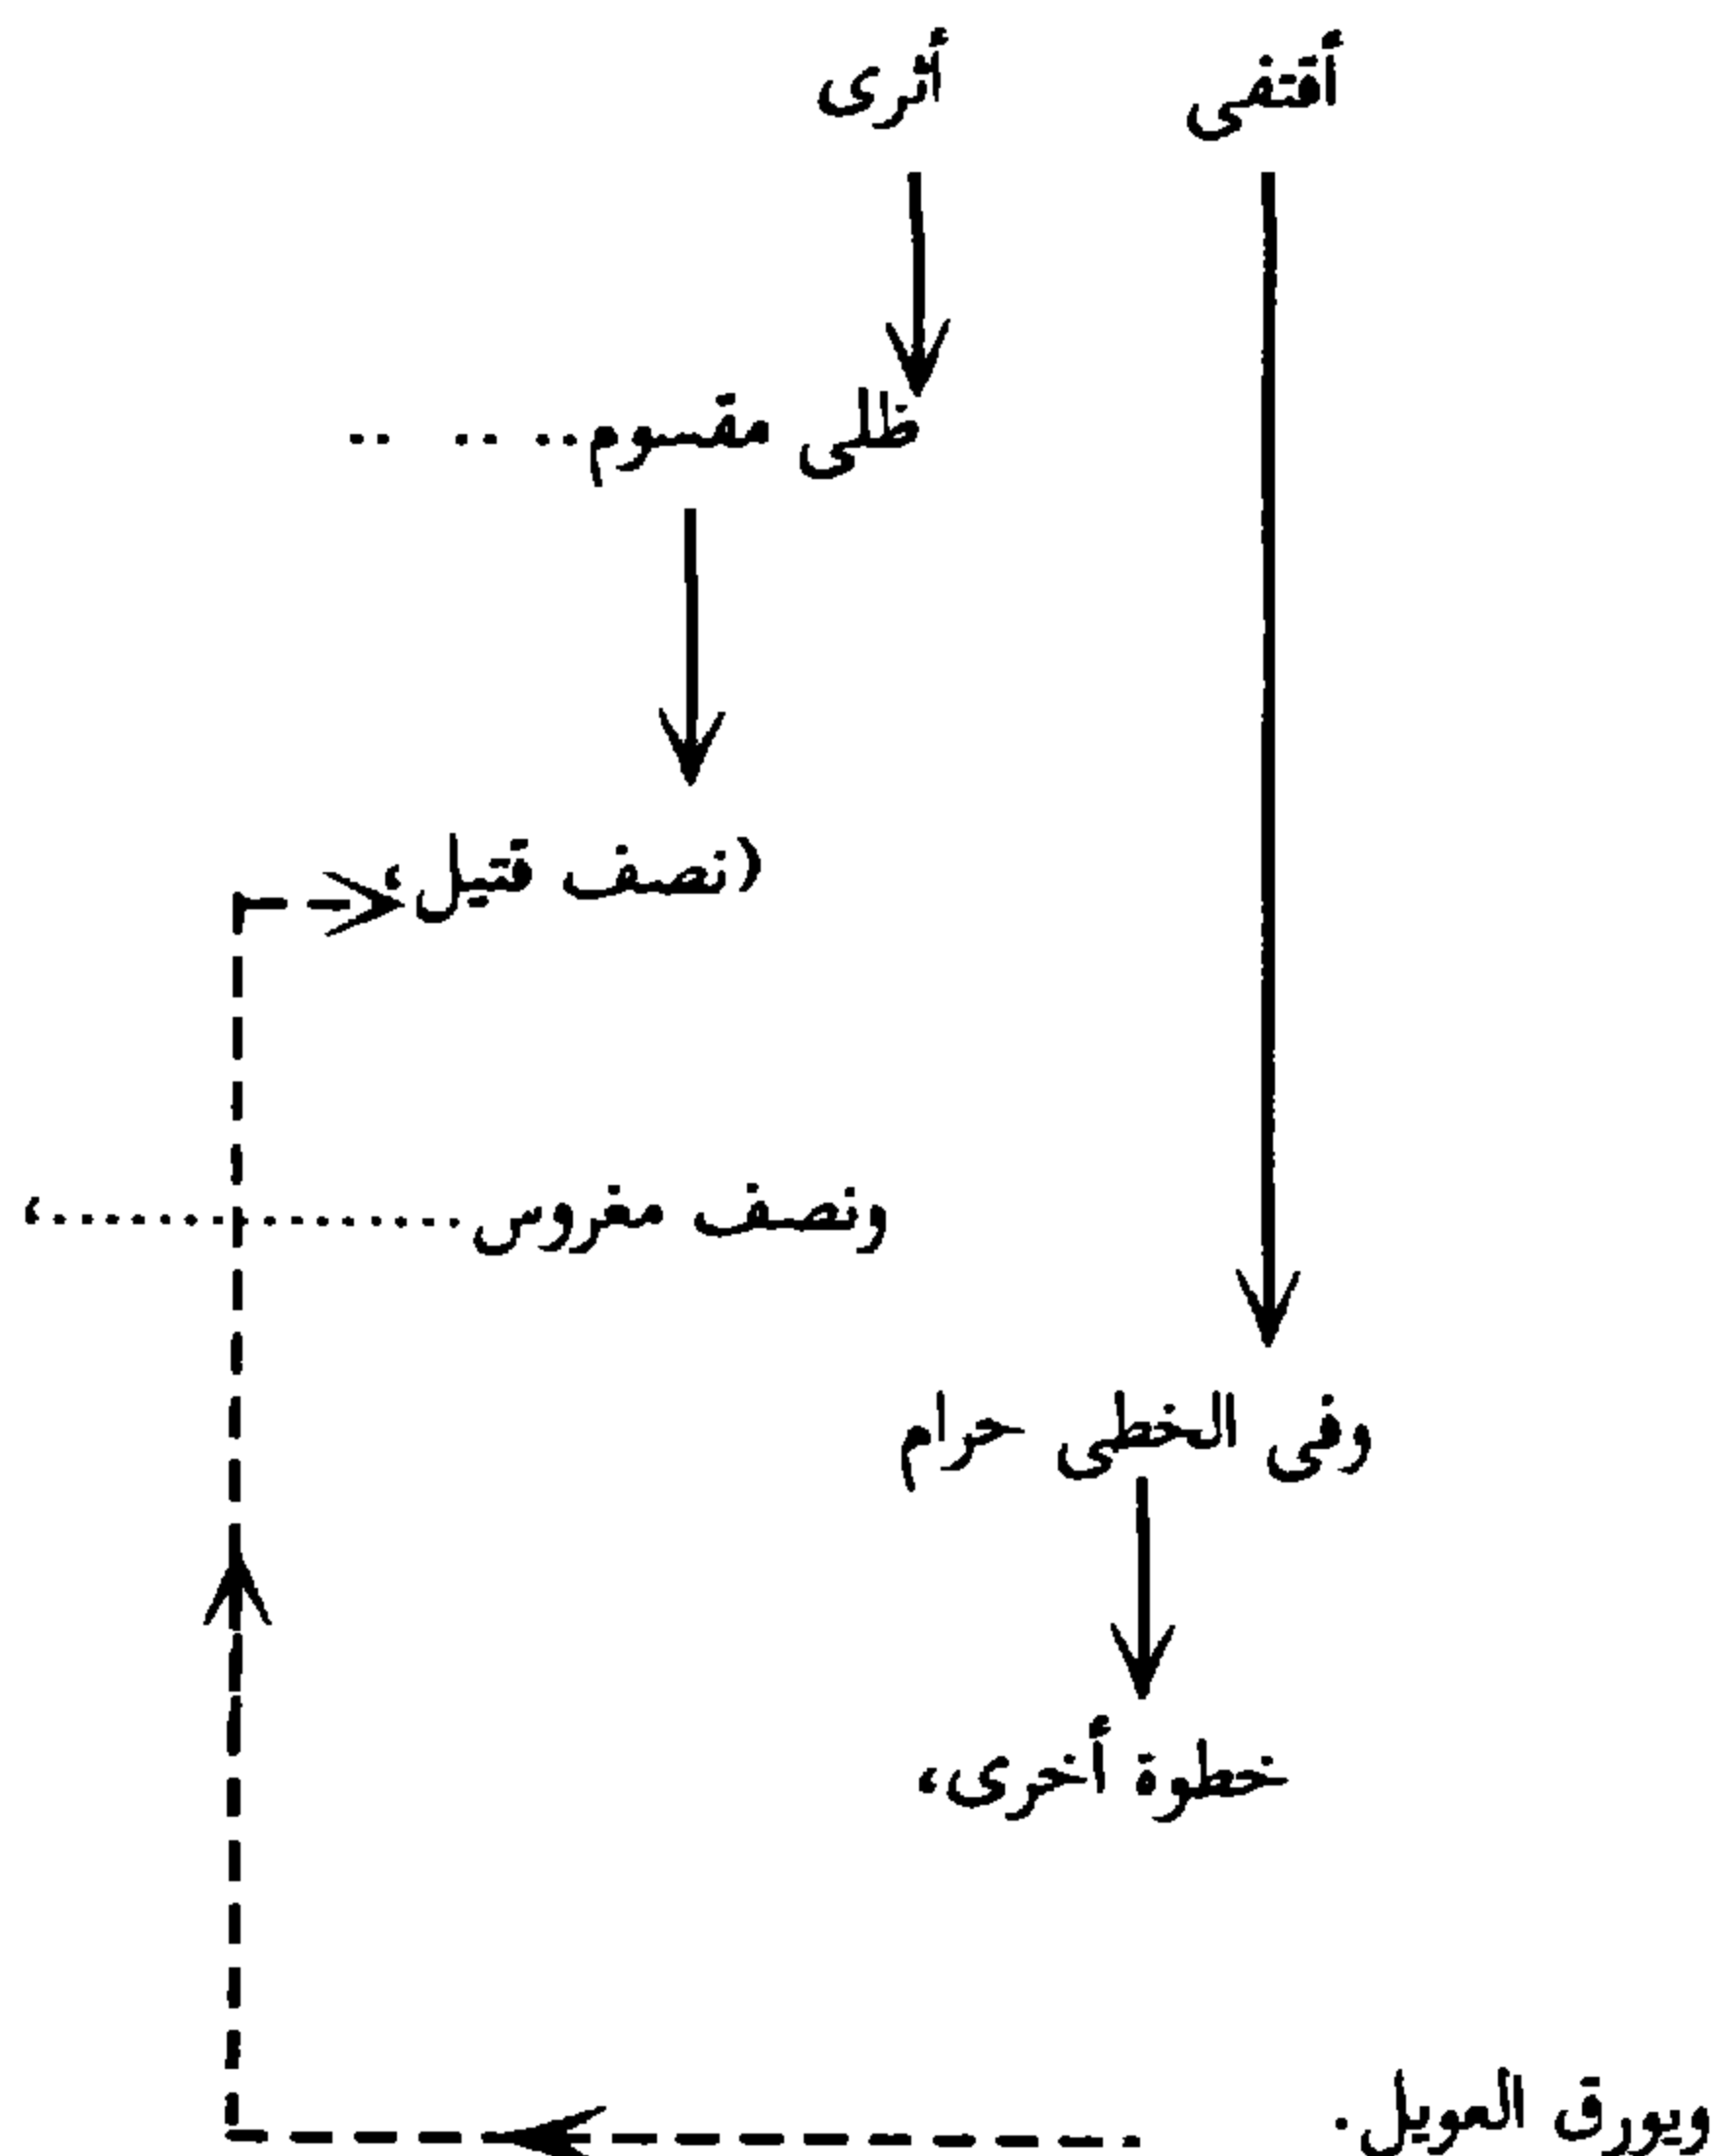 أقتفى أثرى
ظلى مقسوم.. .. ..
(نصف قتيل،
ونصف مغروس................،
وفى الخطى حرام
خطوة أخرى،
ويورق العويل.